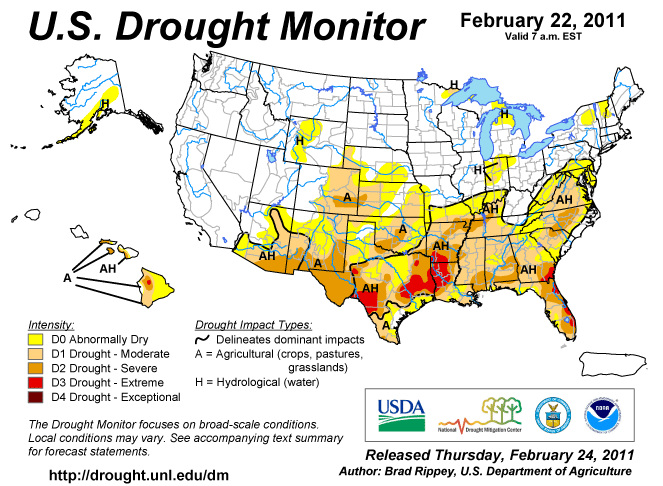 U.S. Drought Monitor
February 22, 2011
Valid 7 a.m. EST
H
H
H
H
H
A
AH
A
AH
AH
AH
A
AH
AH
A
AH
A
Intensity:
D0 Abnormally Dry
D1 Drought - Moderate
D2 Drought - Severe
D3 Drought - Extreme
D4 Drought - Exceptional
Drought Impact Types:
Delineates dominant impacts
A = Agricultural (crops, pastures,
grasslands)
H = Hydrological (water)
The Drought Monitor focuses on broad-scale conditions.
Local conditions may vary. See accompanying text summary
for forecast statements.
http://drought.unl.edu/dm
USDA
National Drought Mitigation Center
NOAA
Released Thursday, February 24, 2011
Author: Brad Rippey, U.S. Department of Agriculture